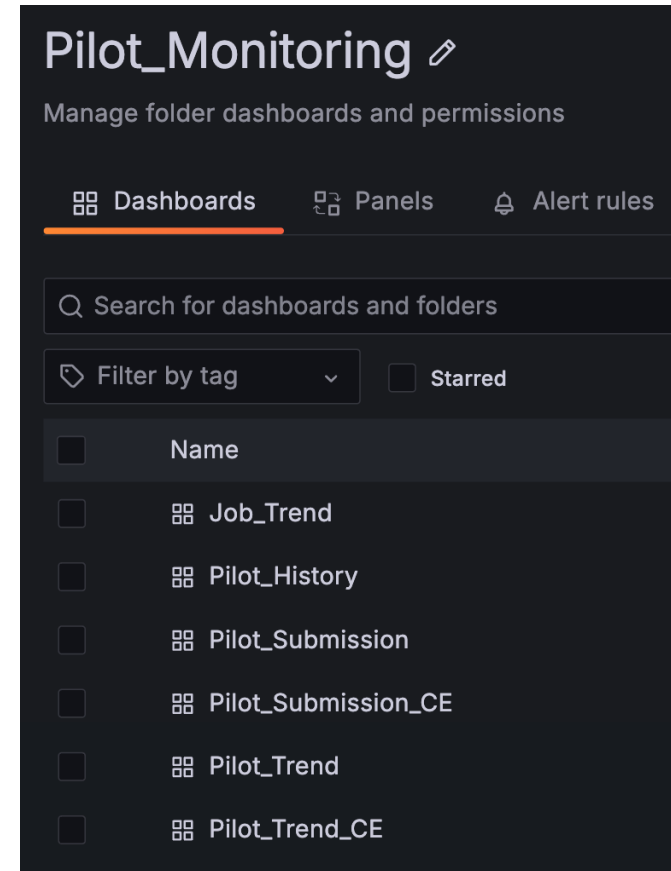 Pilot_Monitoring
Manage folder dashboards and permissions
Dashboards Panels Alert rules
Search for dashboards and folders
Filter by tag Starred
Name
Job_Trend
Pilot_History
Pilot_Submission
Pilot_Submission_CE
Pilot_Trend
Pilot_Trend_CE